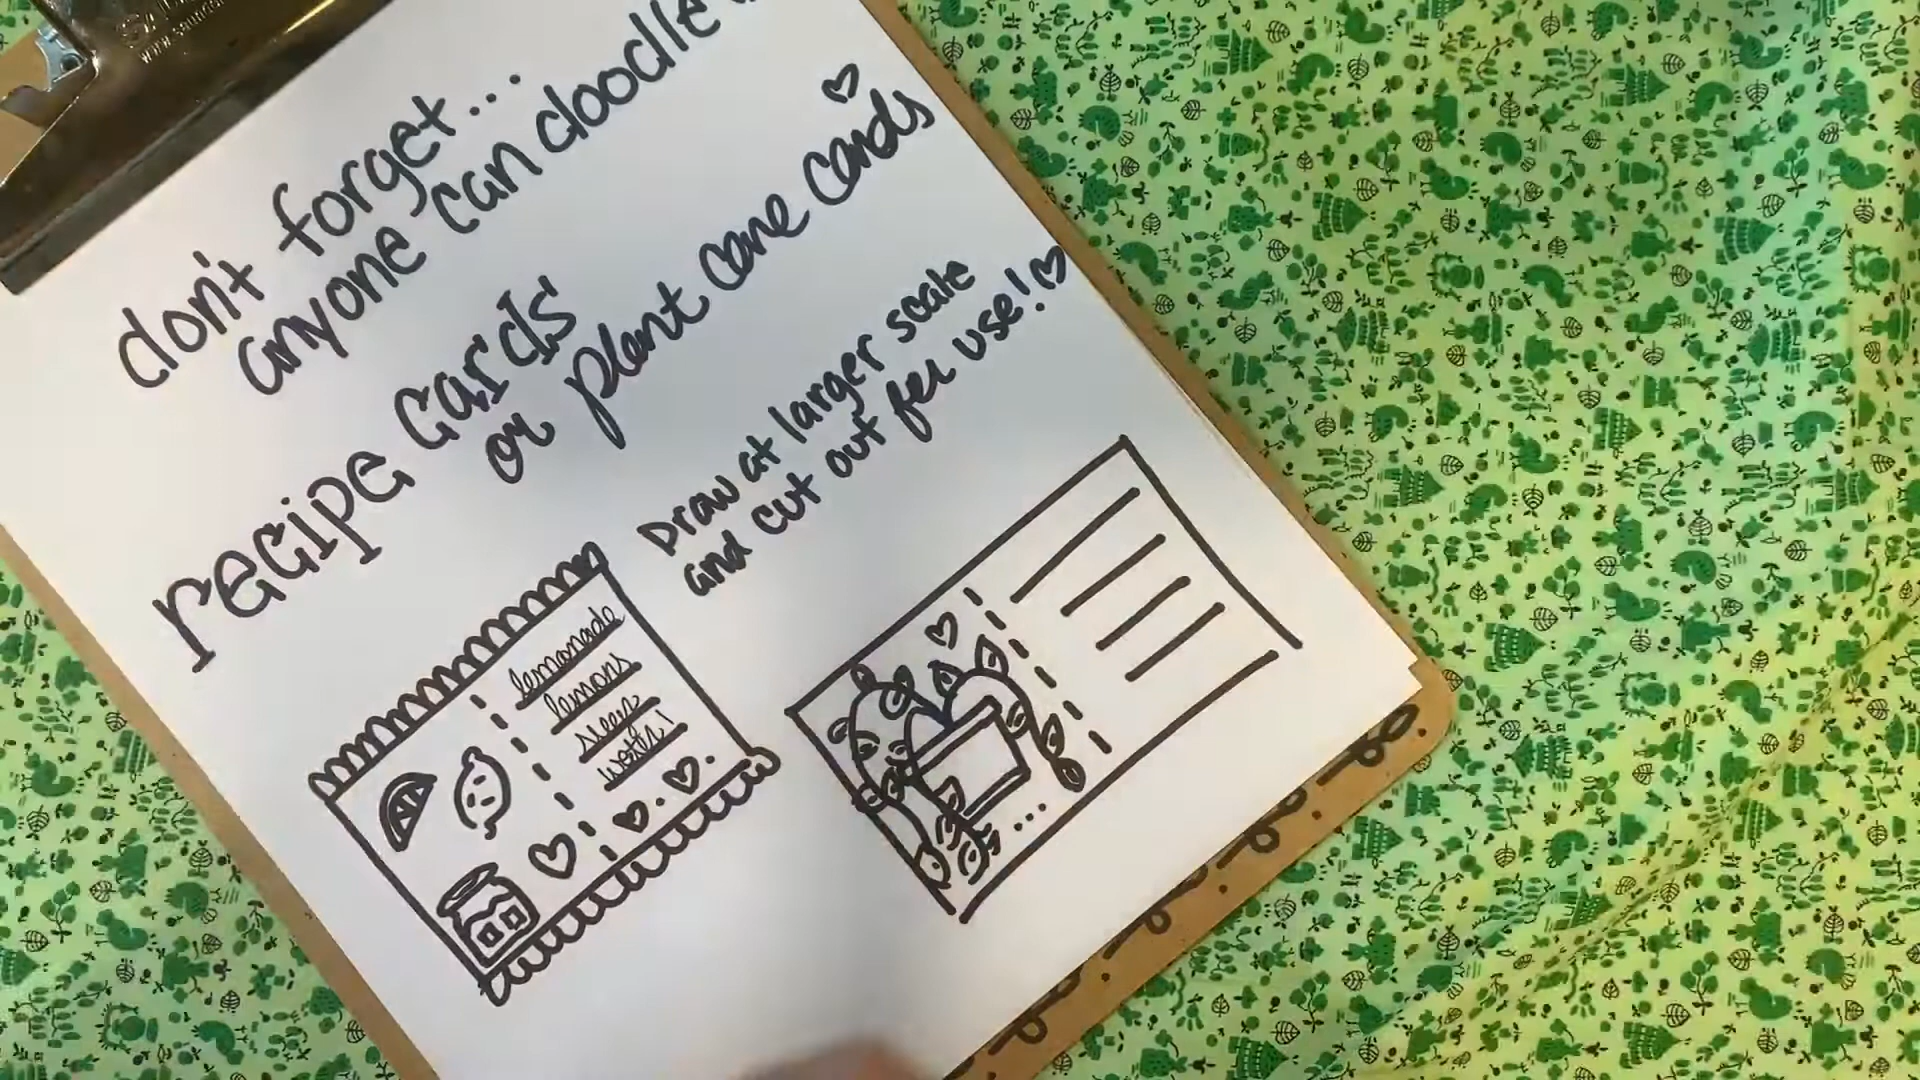 don't forget...
anyone can doodle
recipe cards
or plant care cards
Draw at larger scale
and cut out for use!
lemonade
lemons
water!